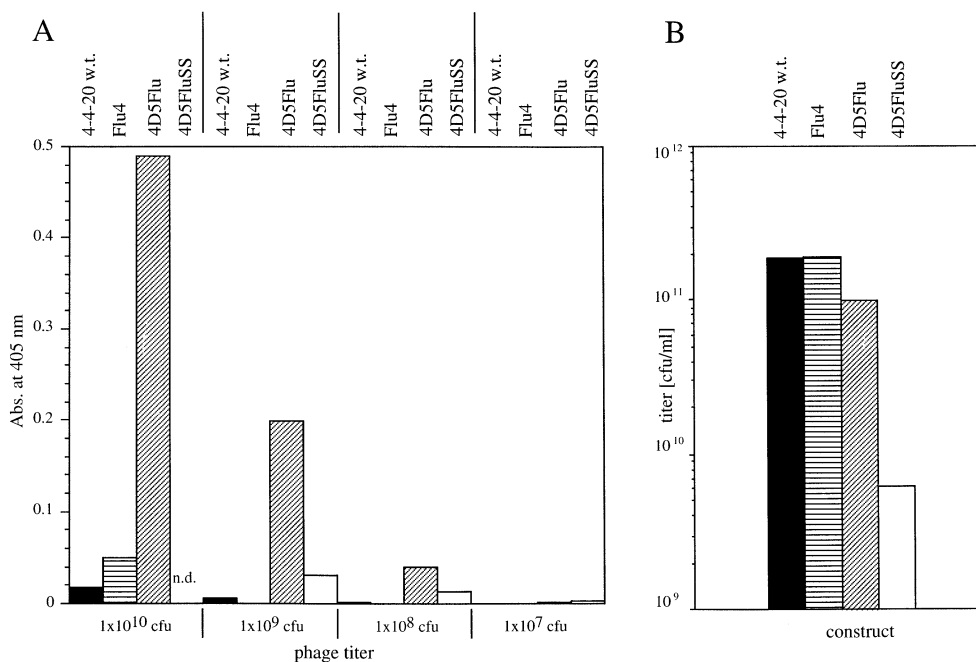 A
B
4-4-20 w.t.
Flu4
4D5Flu
4D5FluSS
4-4-20 w.t.
Flu4
4D5Flu
4D5FluSS
4-4-20 w.t.
Flu4
4D5Flu
4D5FluSS
4-4-20 w.t.
Flu4
4D5Flu
4D5FluSS
0.5
0.4
0.3
0.2
0.1
0
Abs. at 405 nm
n.d.
1x10^10 cfu
1x10^9 cfu
1x10^8 cfu
1x10^7 cfu
phage titer
4-4-20 w.t.
Flu4
4D5Flu
4D5FluSS
10^12
10^11
10^10
10^9
titer [cfu/ml]
construct